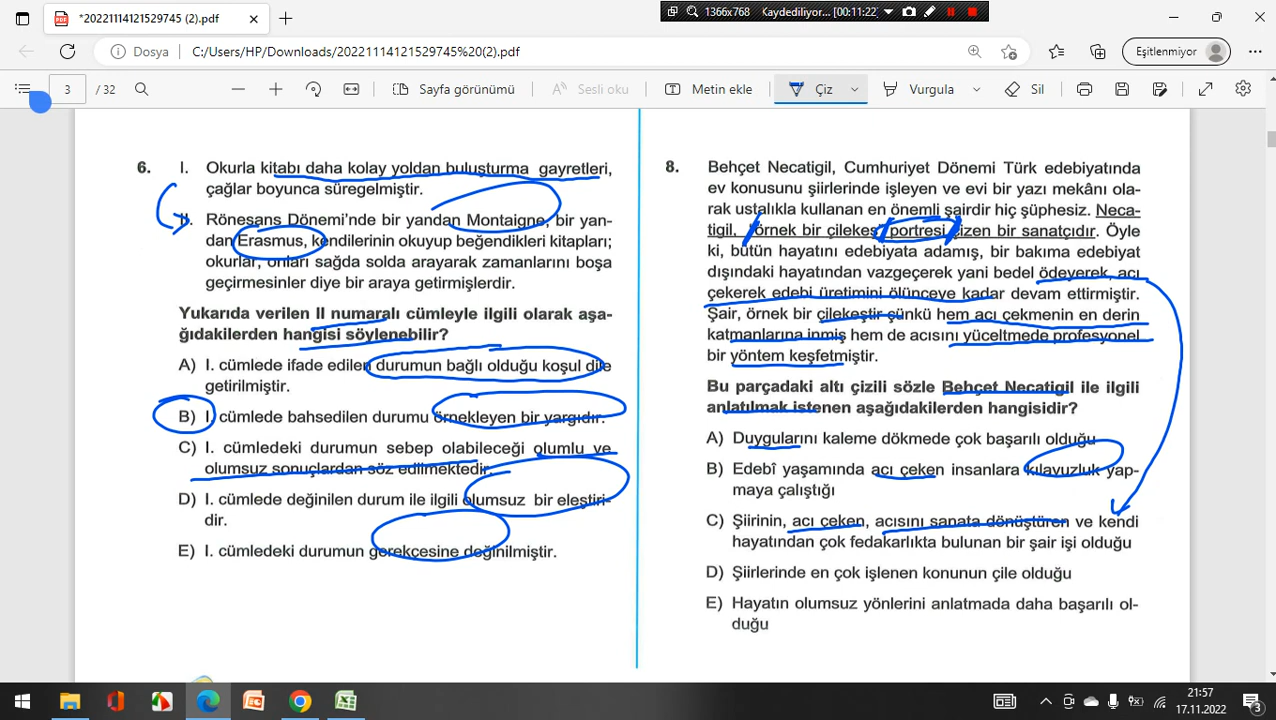 *20221114121529745 (2).pdf
1366x768 Kaydediliyor... [00:11:22]
Dosya C:/Users/HP/Downloads/20221114121529745%20(2).pdf
Eşitlenmiyor
3 / 32
Sayfa görünümü
Sesli oku
Metin ekle
Çiz
Vurgula
Sil
6. I. Okurla kitabı daha kolay yoldan buluşturma gayretleri,
çağlar boyunca süregelmiştir.
II. Rönesans Dönemi'nde bir yandan Montaigne, bir yan-
dan Erasmus, kendilerinin okuyup beğendikleri kitapları;
okurlar, onları sağda solda arayarak zamanlarını boşa
geçirmesinler diye bir araya getirmişlerdir.
Yukarıda verilen II numaralı cümleyle ilgili olarak aşa-
ğıdakilerden hangisi söylenebilir?
A) I. cümlede ifade edilen durumun bağlı olduğu koşul dile
getirilmiştir.
B) I. cümlede bahsedilen durumu örnekleyen bir yargıdır.
C) I. cümledeki durumun sebep olabileceği olumlu ve
olumsuz sonuçlardan söz edilmektedir.
D) I. cümlede değinilen durum ile ilgili olumsuz bir eleştiri-
dir.
E) I. cümledeki durumun gerekçesine değinilmiştir.
8. Behçet Necatigil, Cumhuriyet Dönemi Türk edebiyatında
ev konusunu şiirlerinde işleyen ve evi bir yazı mekânı ola-
rak ustalıkla kullanan en önemli şairdir hiç şüphesiz. Neca-
tigil, örnek bir çilekeş portresi çizen bir sanatçıdır. Öyle
ki, bütün hayatını edebiyata adamış, bir bakıma edebiyat
dışındaki hayatından vazgeçerek yani bedel ödeyerek, acı
çekerek edebi üretimini ölünceye kadar devam ettirmiştir.
Şair, örnek bir çilekeştir çünkü hem acı çekmenin en derin
katmanlarına inmiş hem de acısını yüceltmede profesyonel
bir yöntem keşfetmiştir.
Bu parçadaki altı çizili sözle Behçet Necatigil ile ilgili
anlatılmak istenen aşağıdakilerden hangisidir?
A) Duygularını kaleme dökmede çok başarılı olduğu
B) Edebî yaşamında acı çeken insanlara kılavuzluk yap-
maya çalıştığı
C) Şiirinin, acı çeken, acısını sanata dönüştüren ve kendi
hayatından çok fedakarlıkta bulunan bir şair işi olduğu
D) Şiirlerinde en çok işlenen konunun çile olduğu
E) Hayatın olumsuz yönlerini anlatmada daha başarılı ol-
duğu
21:57
17.11.2022
3